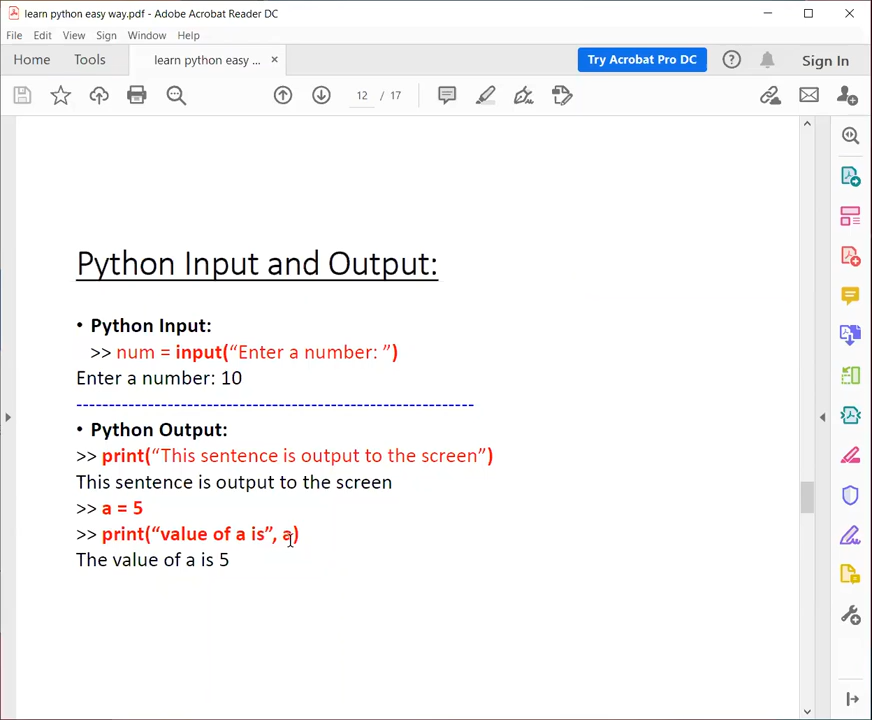 learn python easy way.pdf - Adobe Acrobat Reader DC
File Edit View Sign Window Help
Home Tools learn python easy ... ×
Try Acrobat Pro DC
Sign In
12 / 17
Python Input and Output:
• Python Input:
>> num = input(“Enter a number: ”)
Enter a number: 10
------------------------------------------------------------
• Python Output:
>> print(“This sentence is output to the screen”)
This sentence is output to the screen
>> a = 5
>> print(“value of a is”, a)
The value of a is 5